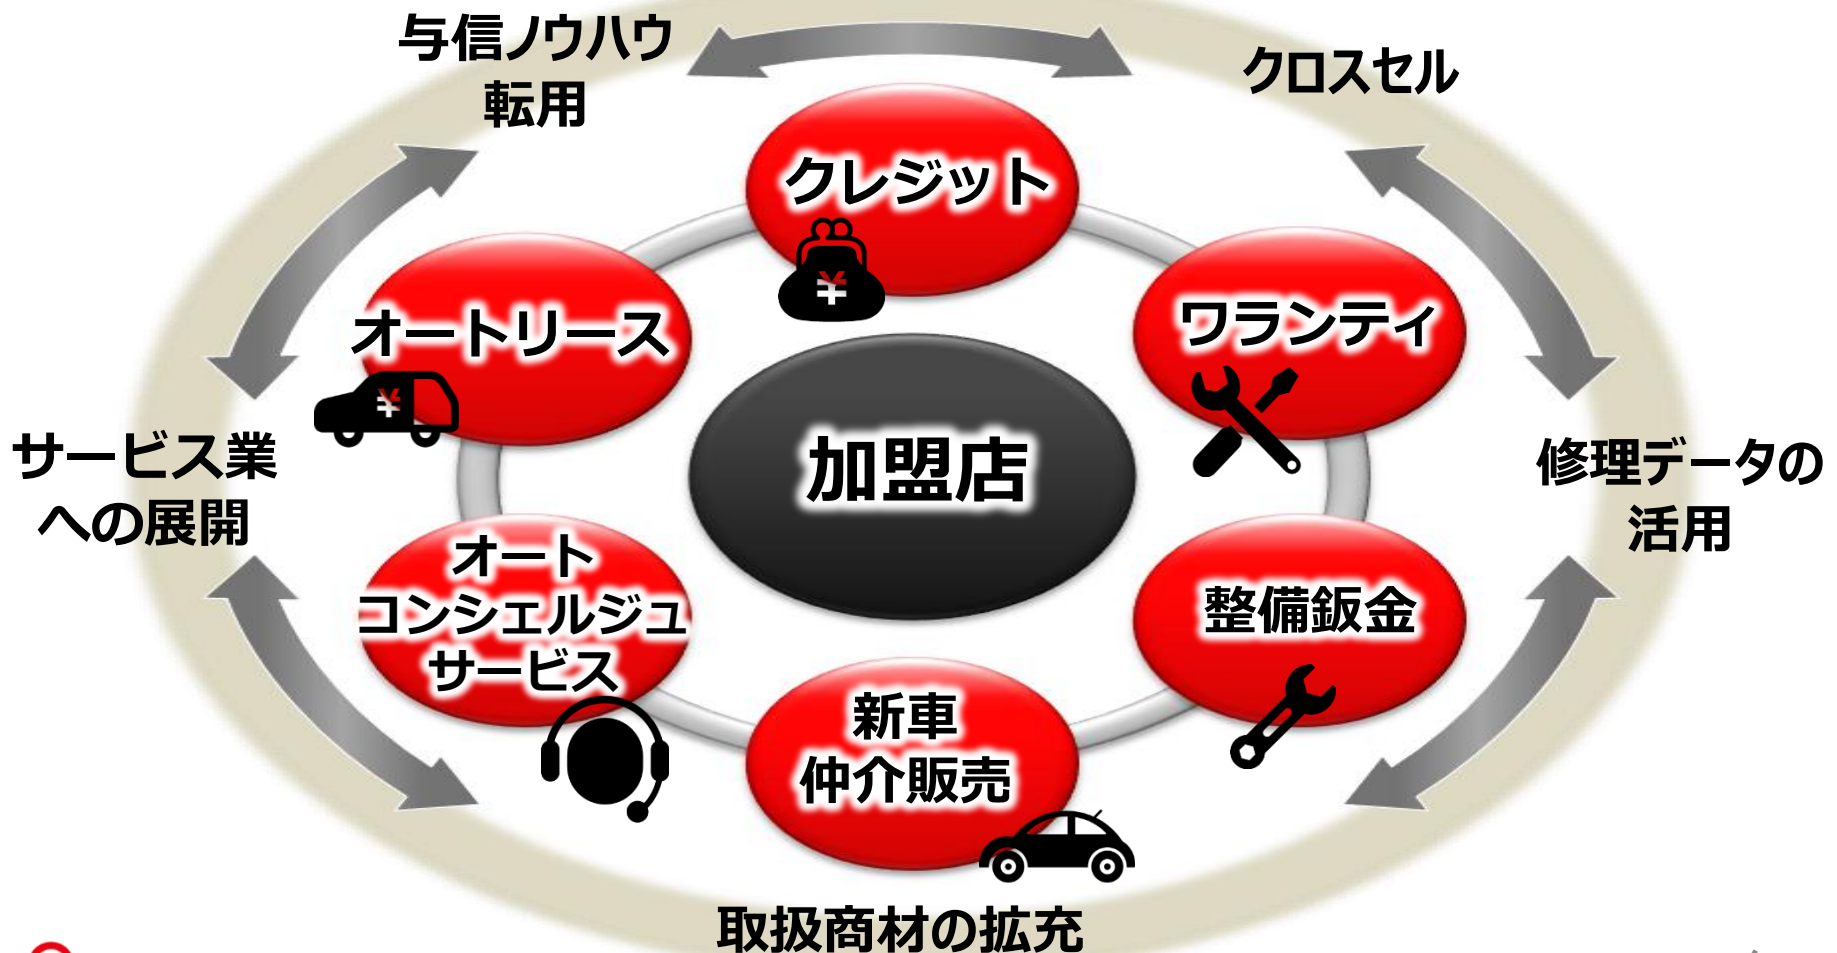 与信ノウハウ
転用
クロスセル
クレジット
¥
オートリース
¥
ワランティ
加盟店
サービス業
への展開
修理データの
活用
オート
コンシェルジュ
サービス
整備鈑金
新車
仲介販売
取扱商材の拡充